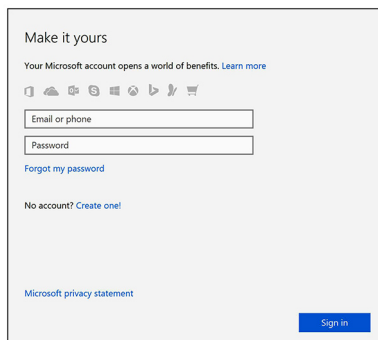 Make it yours
Your Microsoft account opens a world of benefits. Learn more
Email or phone
Password
Forgot my password
No account? Create one!
Microsoft privacy statement
Sign in